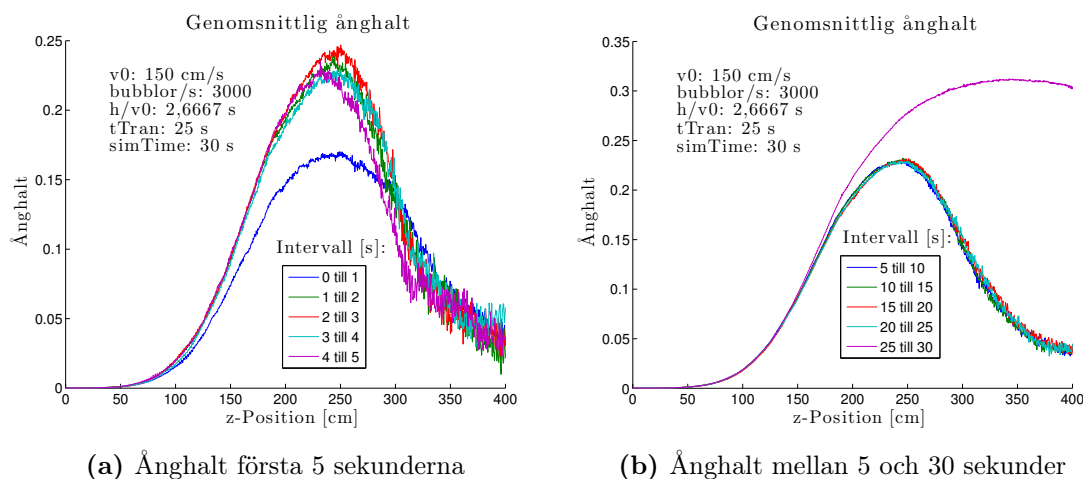 Genomsnittlig ånghalt
v0: 150 cm/s
bubblor/s: 3000
h/v0: 2,6667 s
tTran: 25 s
simTime: 30 s
Ånghalt
0.25
0.2
0.15
0.1
0.05
0
Intervall [s]:
0 till 1
1 till 2
2 till 3
3 till 4
4 till 5
0 50 100 150 200 250 300 350 400
z-Position [cm]
(a) Ånghalt första 5 sekunderna
Genomsnittlig ånghalt
v0: 150 cm/s
bubblor/s: 3000
h/v0: 2,6667 s
tTran: 25 s
simTime: 30 s
Ånghalt
0.35
0.3
0.25
0.2
0.15
0.1
0.05
0
Intervall [s]:
5 till 10
10 till 15
15 till 20
20 till 25
25 till 30
0 50 100 150 200 250 300 350 400
z-Position [cm]
(b) Ånghalt mellan 5 och 30 sekunder